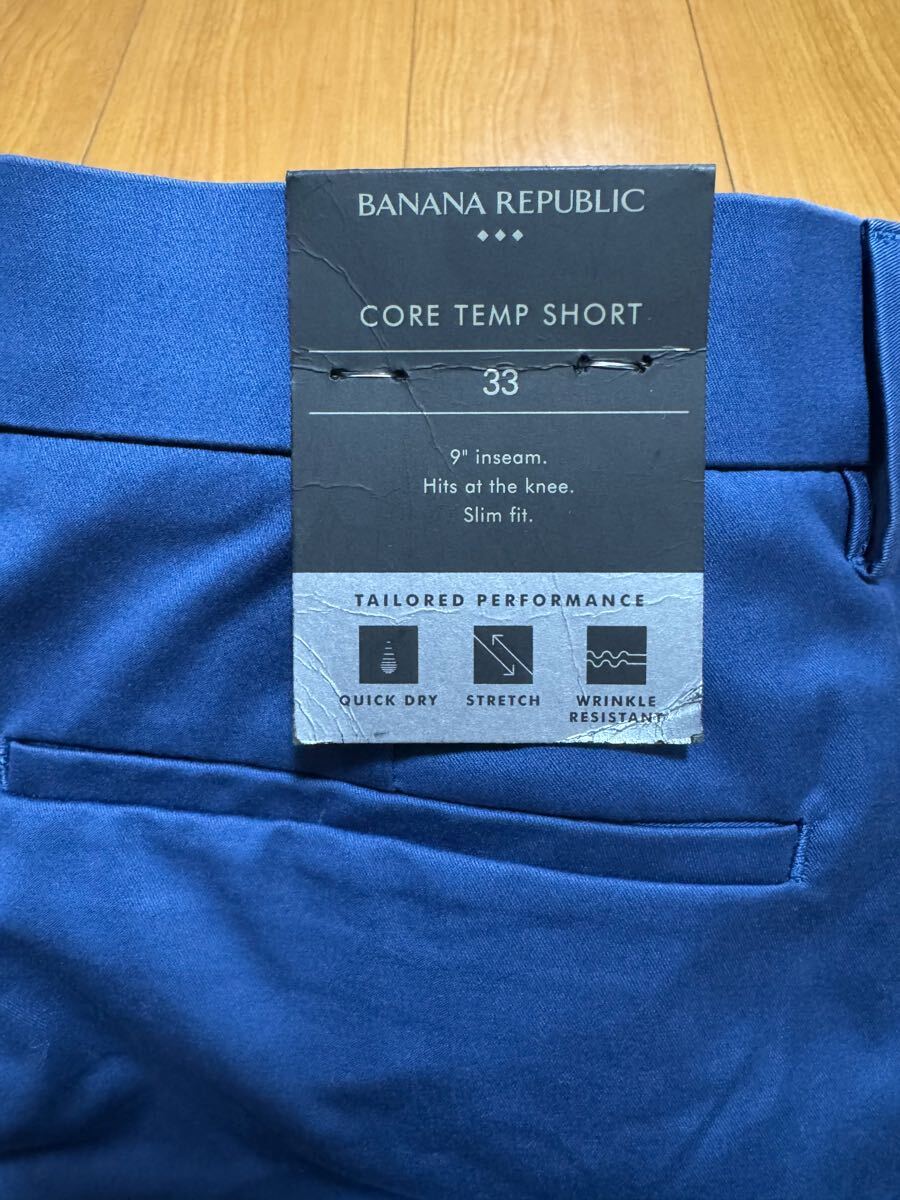 BANANA REPUBLIC
CORE TEMP SHORT
33
9" inseam.
Hits at the knee.
Slim fit.
TAILORED PERFORMANCE
QUICK DRY
STRETCH
WRINKLE
RESISTANT